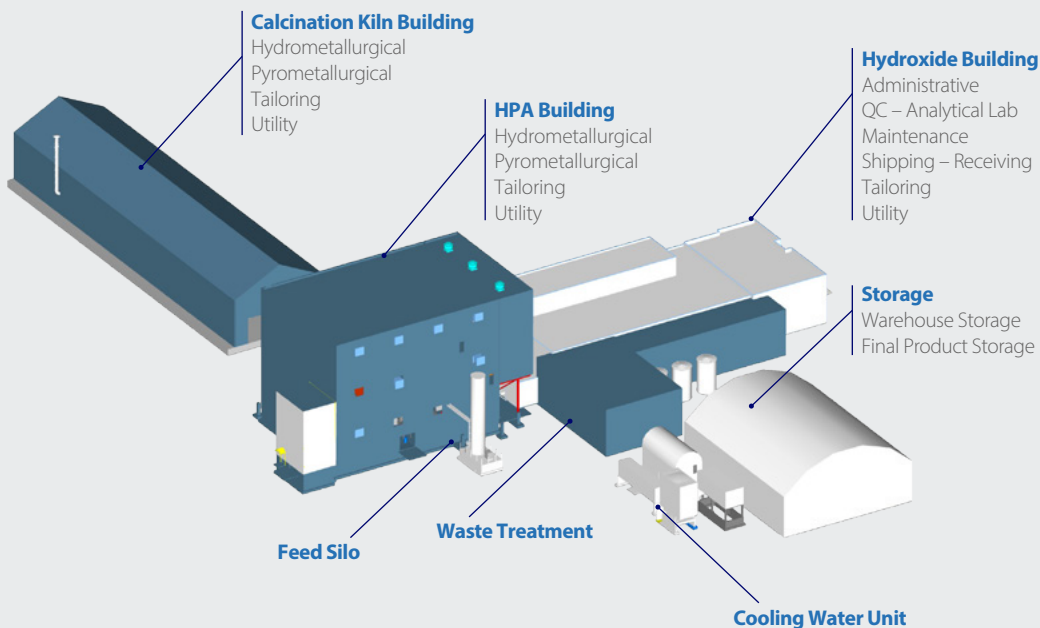 Calcination Kiln Building
Hydrometallurgical
Pyrometallurgical
Tailoring
Utility
HPA Building
Hydrometallurgical
Pyrometallurgical
Tailoring
Utility
Hydroxide Building
Administrative
QC – Analytical Lab
Maintenance
Shipping – Receiving
Tailoring
Utility
Storage
Warehouse Storage
Final Product Storage
Feed Silo
Waste Treatment
Cooling Water Unit